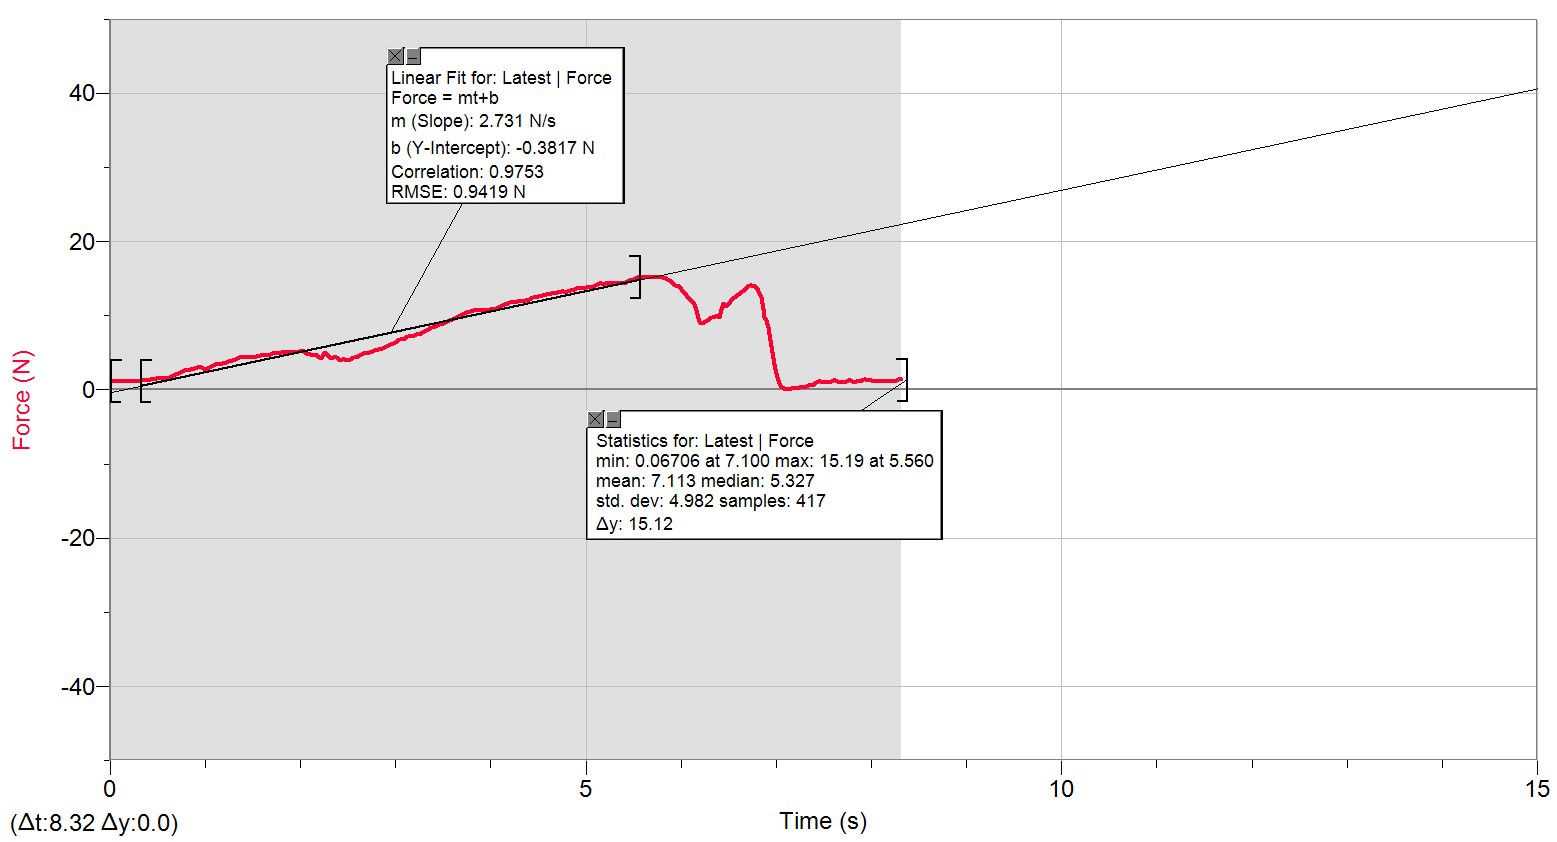 Linear Fit for: Latest | Force
Force = mt+b
m (Slope): 2.731 N/s
b (Y-Intercept): -0.3817 N
Correlation: 0.9753
RMSE: 0.9419 N
40
20
0
-20
-40
Force (N)
Statistics for: Latest | Force
min: 0.06706 at 7.100 max: 15.19 at 5.560
mean: 7.113 median: 5.327
std. dev: 4.982 samples: 417
Δy: 15.12
0 5 10 15
(Δt:8.32 Δy:0.0)
Time (s)